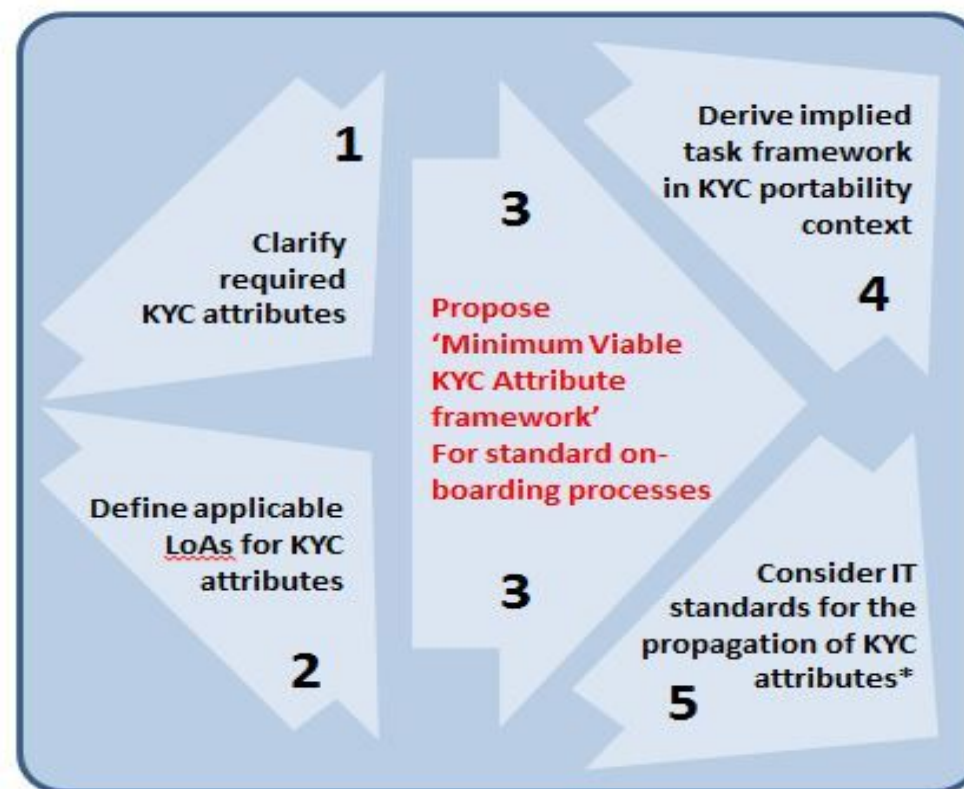 1
Clarify
required
KYC attributes
Define applicable
LoAs for KYC
attributes
2
3
Propose
‘Minimum Viable
KYC Attribute
framework’
For standard on-
boarding processes
3
Derive implied
task framework
in KYC portability
context
4
Consider IT
standards for the
propagation of KYC
attributes*
5